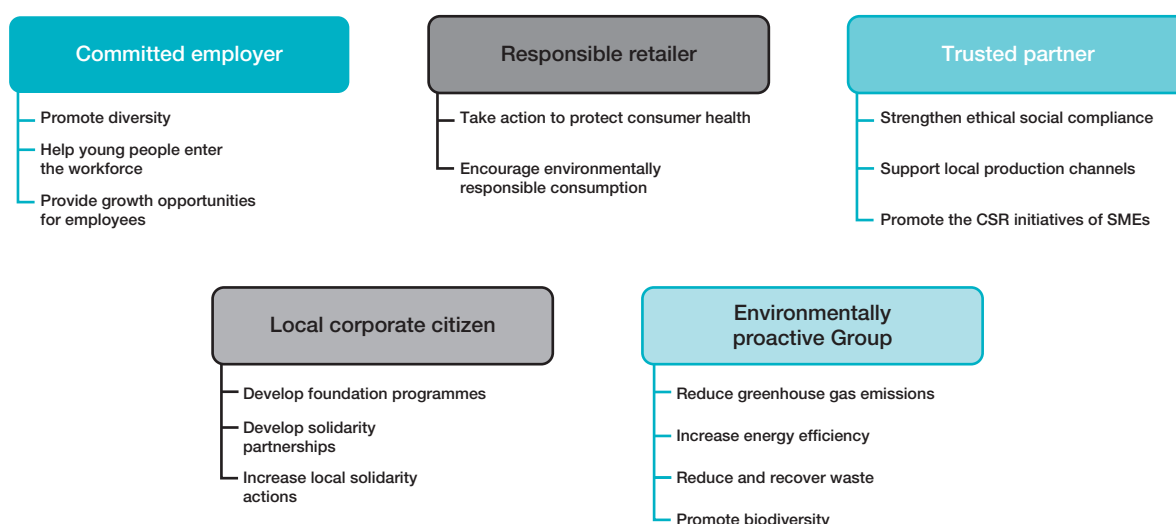 Committed employer
Promote diversity
Help young people enter
the workforce
Provide growth opportunities
for employees
Responsible retailer
Take action to protect consumer health
Encourage environmentally
responsible consumption
Trusted partner
Strengthen ethical social compliance
Support local production channels
Promote the CSR initiatives of SMEs
Local corporate citizen
Develop foundation programmes
Develop solidarity
partnerships
Increase local solidarity
actions
Environmentally
proactive Group
Reduce greenhouse gas emissions
Increase energy efficiency
Reduce and recover waste
Promote biodiversity